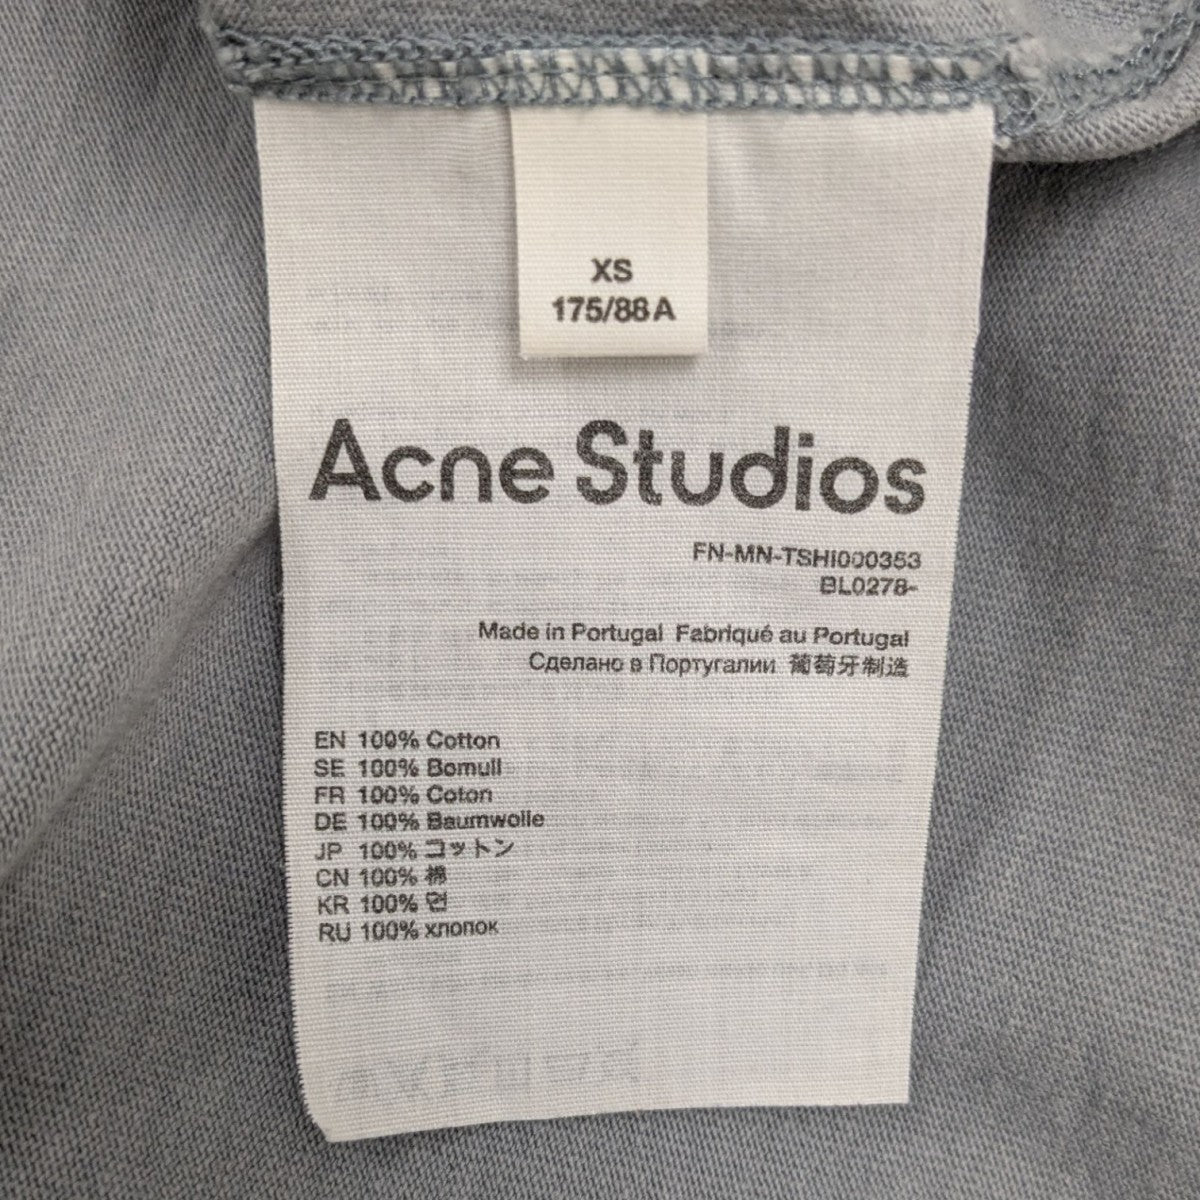 XS
175/88A
Acne Studios
FN-MN-TSHI000353
BL0278-
Made in Portugal Fabriqué au Portugal
Сделано в Португалии 葡萄牙制造
EN 100% Cotton
SE 100% Bomull
FR 100% Coton
DE 100% Baumwolle
JP 100% コットン
CN 100% 棉
KR 100% 면
RU 100% хлопок